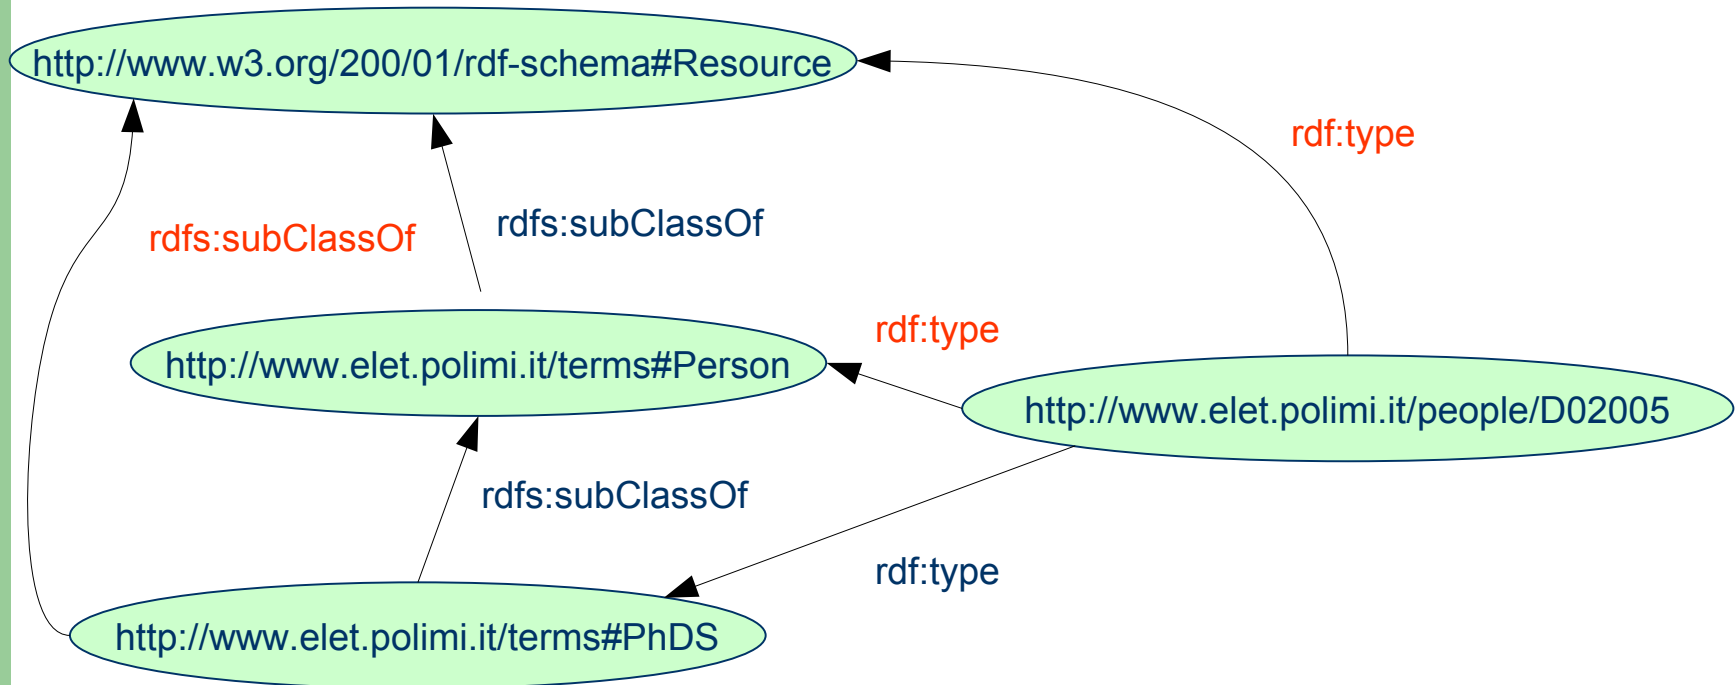 http://www.w3.org/200/01/rdf-schema#Resource
rdf:type
rdfs:subClassOf
rdfs:subClassOf
rdf:type
http://www.elet.polimi.it/terms#Person
http://www.elet.polimi.it/people/D02005
rdfs:subClassOf
rdf:type
http://www.elet.polimi.it/terms#PhDS